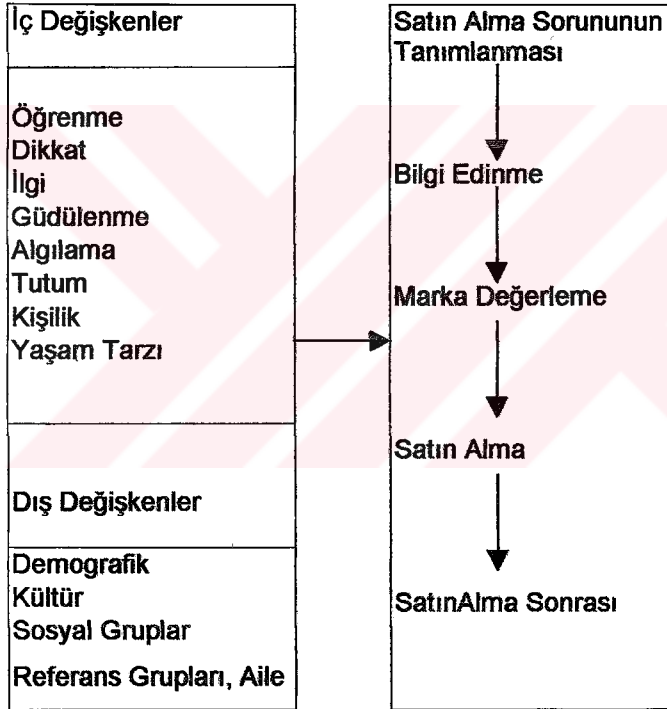 İç Değişkenler
Öğrenme
Dikkat
İlgi
Güdülenme
Algılama
Tutum
Kişilik
Yaşam Tarzı
Dış Değişkenler
Demografik
Kültür
Sosyal Gruplar
Referans Grupları, Aile
Satın Alma Sorununun
Tanımlanması
Bilgi Edinme
Marka Değerleme
Satın Alma
SatınAlma Sonrası